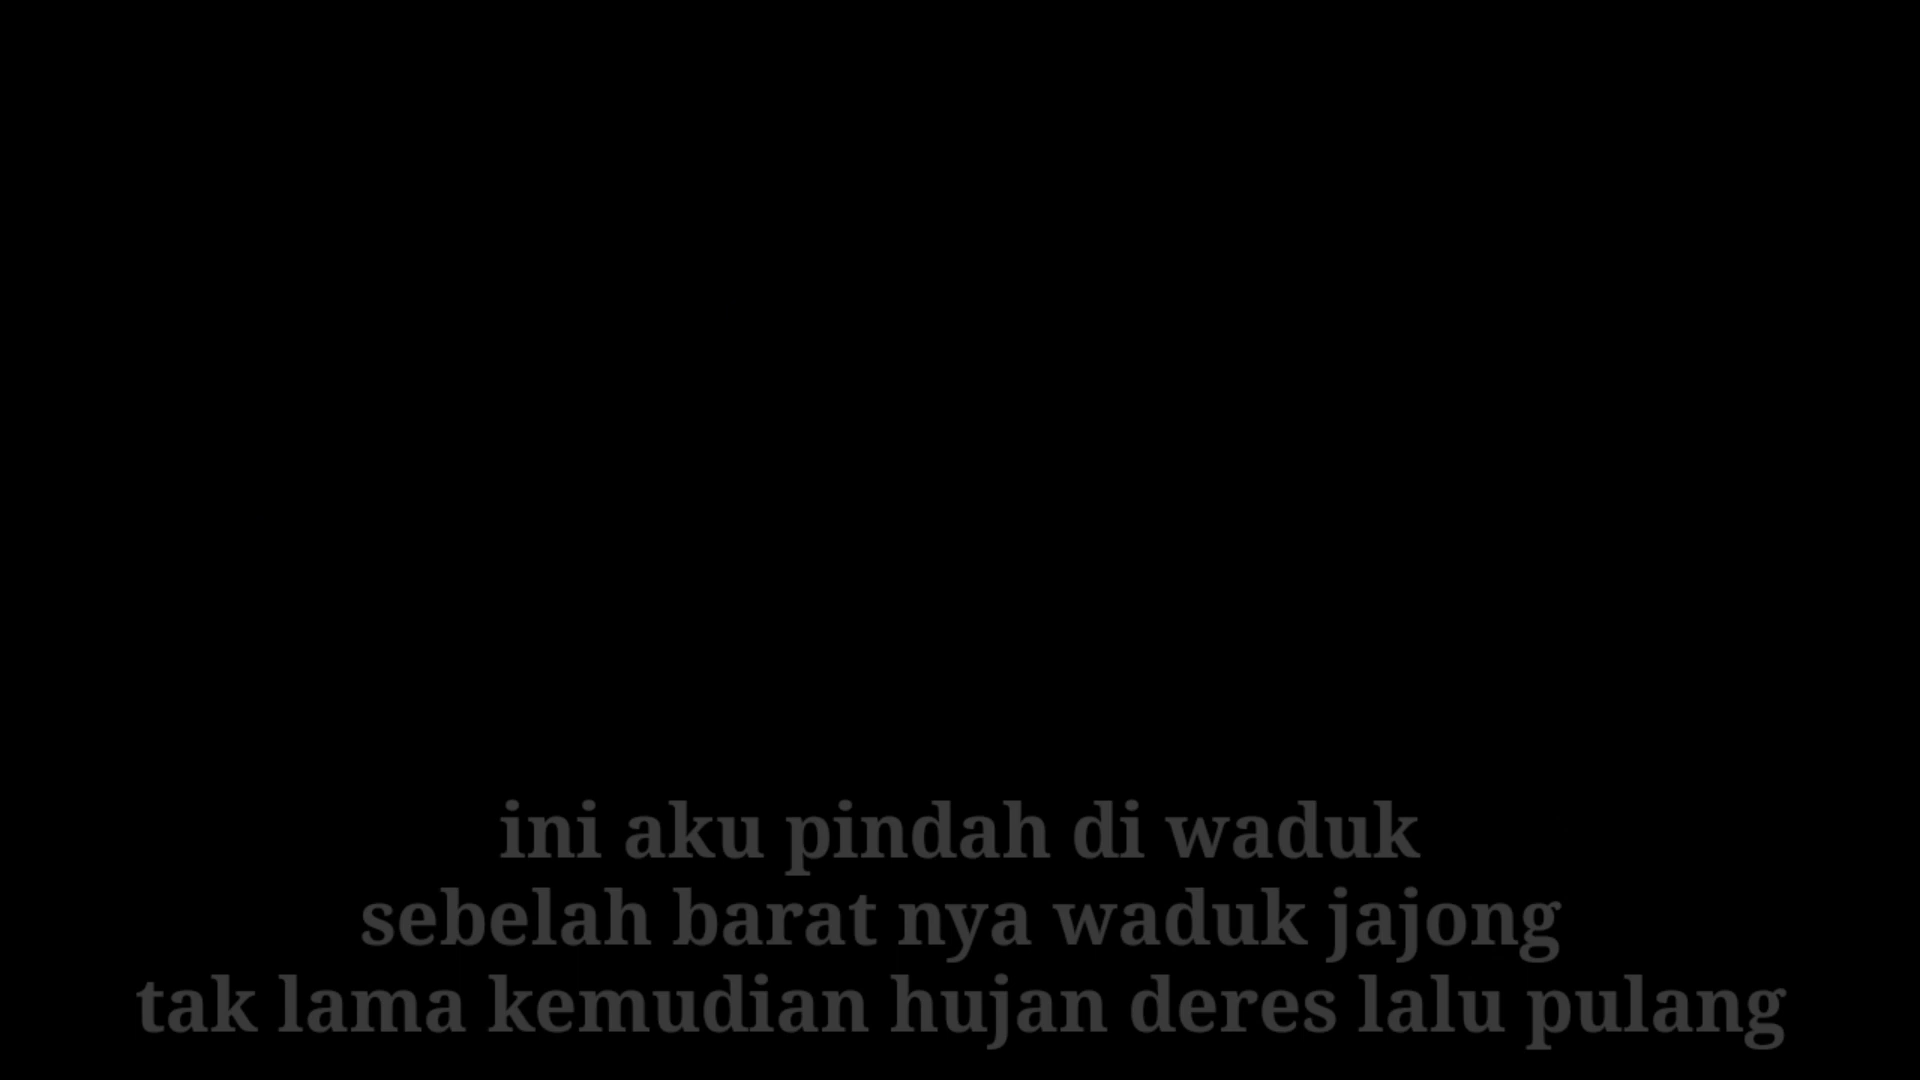 ini aku pindah di waduk
sebelah barat nya waduk jajong
tak lama kemudian hujan deres lalu pulang